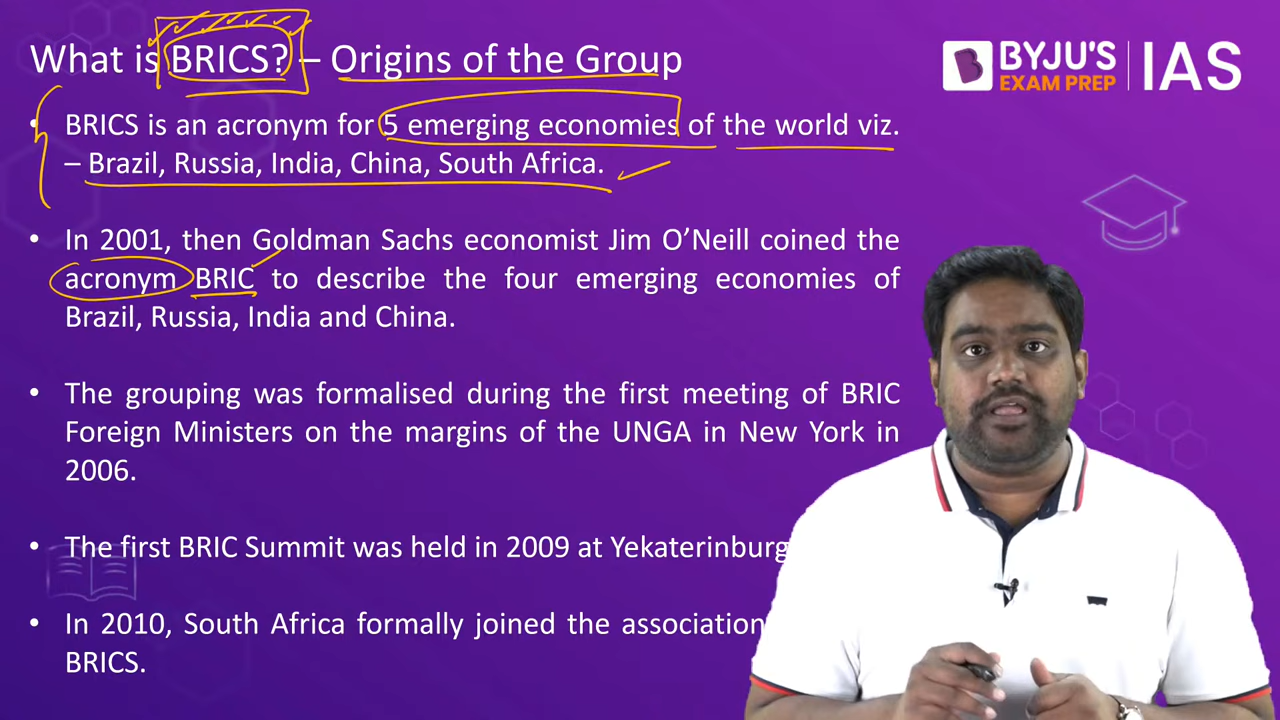 What is BRICS? – Origins of the Group
BYJU'S
EXAM PREP
IAS
• BRICS is an acronym for 5 emerging economies of the world viz.
– Brazil, Russia, India, China, South Africa.
• In 2001, then Goldman Sachs economist Jim O’Neill coined the
acronym BRIC to describe the four emerging economies of
Brazil, Russia, India and China.
• The grouping was formalised during the first meeting of BRIC
Foreign Ministers on the margins of the UNGA in New York in
2006.
• The first BRIC Summit was held in 2009 at Yekaterinburg
• In 2010, South Africa formally joined the association
BRICS.